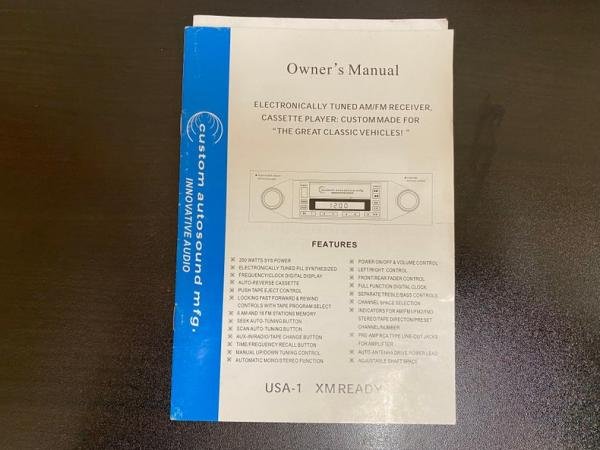 Owner's Manual
ELECTRONICALLY TUNED AM/FM RECEIVER,
CASSETTE PLAYER: CUSTOM MADE FOR
"THE GREAT CLASSIC VEHICLES! "
custom autosound mfg.
INNOVATIVE AUDIO
1200
FEATURES
200 WATTS SYS POWER
ELECTRONICALLY TUNED PLL SYNTHESIZED
FREQUENCY/CLOCK DIGITAL DISPLAY
AUTO-REVERSE CASSETTE
PUSH TAPE EJECT CONTROL
LOCKING FAST FORWARD & REWIND
CONTROLS WITH TAPE PROGRAM SELECT
6 AM AND 18 FM STATIONS MEMORY
SEEK AUTO-TUNING BUTTON
SCAN AUTO-TUNING BUTTON
AUX-IN/RADIO/TAPE CHANGE BUTTON
TIME/FREQUENCY RECALL BUTTON
MANUAL UP/DOWN TUNING CONTROL
AUTOMATIC MONO/STEREO FUNCTION
POWER ON/OFF & VOLUME CONTROL
LEFT/RIGHT CONTROL
FRONT/REAR FADER CONTROL
FULL FUNCTION DIGITAL CLOCK
SEPARATE TREBLE/BASS CONTROLS
CHANNEL SPACE SELECTION
INDICATORS FOR AM/FM
STEREO/TAPE DIRECTION/PRESET
CHANNEL/NUMBER
PRE-AMP RCA TYPE LINE-OUT JACKS
FOR AMPLIFIER
AUTO ANTENNA DRIVE POWER LEAD
ADJUSTABLE SHAFT SPACE
USA-1 XM READY